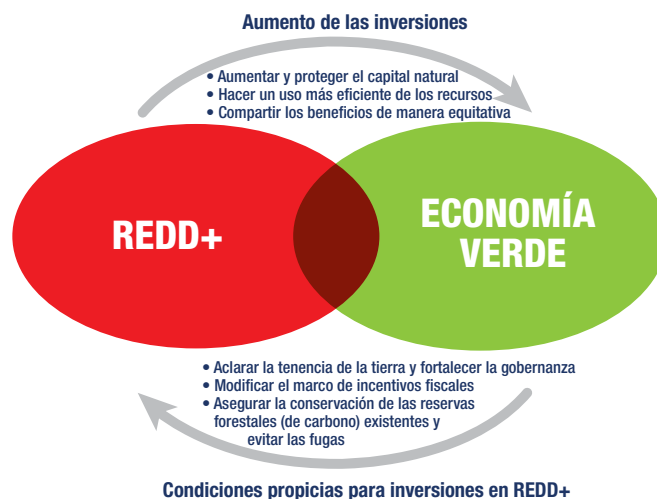 Aumento de las inversiones
• Aumentar y proteger el capital natural
• Hacer un uso más eficiente de los recursos
• Compartir los beneficios de manera equitativa
REDD+
ECONOMÍA
VERDE
• Aclarar la tenencia de la tierra y fortalecer la gobernanza
• Modificar el marco de incentivos fiscales
• Asegurar la conservación de las reservas
forestales (de carbono) existentes y
evitar las fugas
Condiciones propicias para inversiones en REDD+